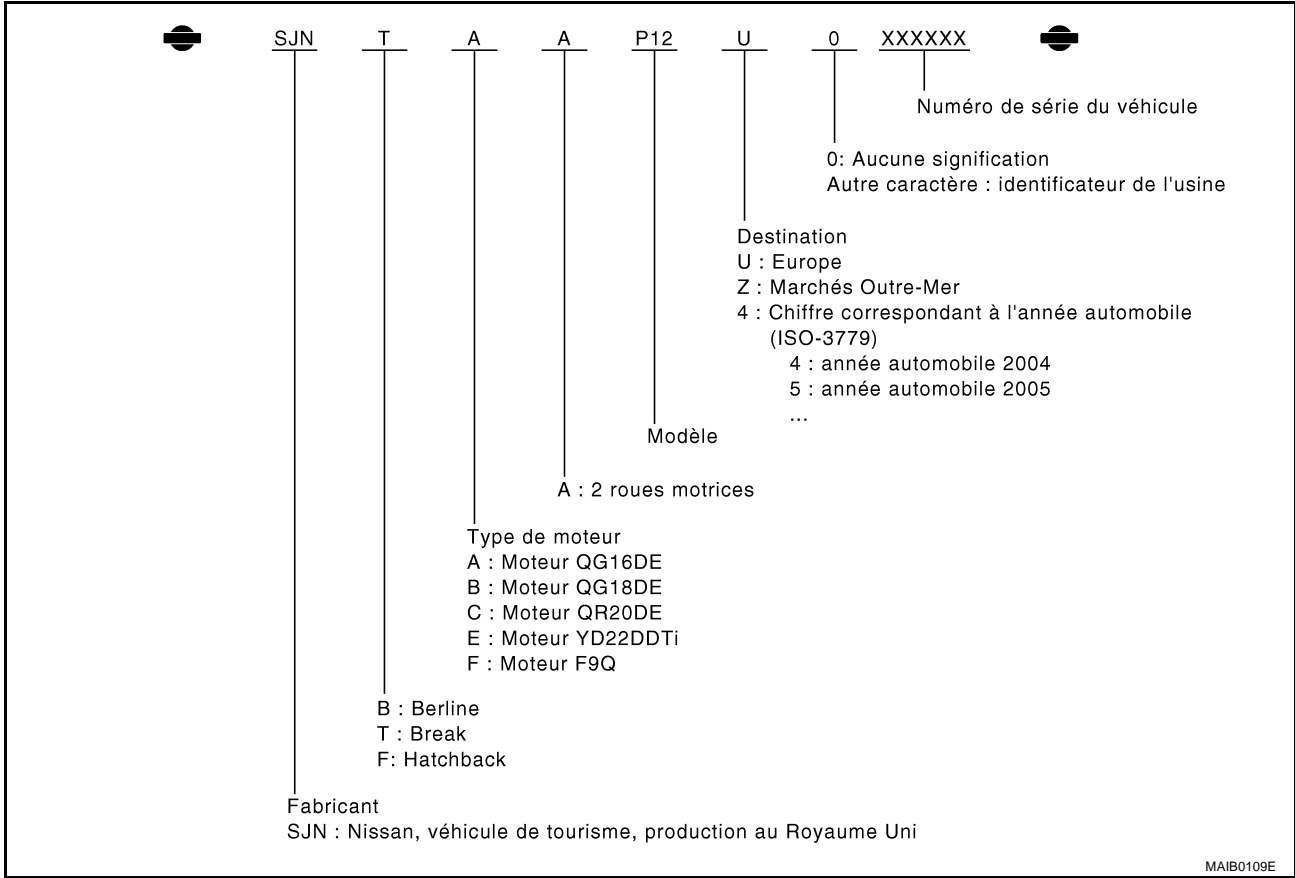 SJN T A A P12 U 0 XXXXXX
Numéro de série du véhicule
0: Aucune signification
Autre caractère : identificateur de l'usine
Destination
U : Europe
Z : Marchés Outre-Mer
4 : Chiffre correspondant à l'année automobile
(ISO-3779)
4 : année automobile 2004
5 : année automobile 2005
...
Modèle
A : 2 roues motrices
Type de moteur
A : Moteur QG16DE
B : Moteur QG18DE
C : Moteur QR20DE
E : Moteur YD22DDTi
F : Moteur F9Q
B : Berline
T : Break
F: Hatchback
Fabricant
SJN : Nissan, véhicule de tourisme, production au Royaume Uni
MAIB0109E